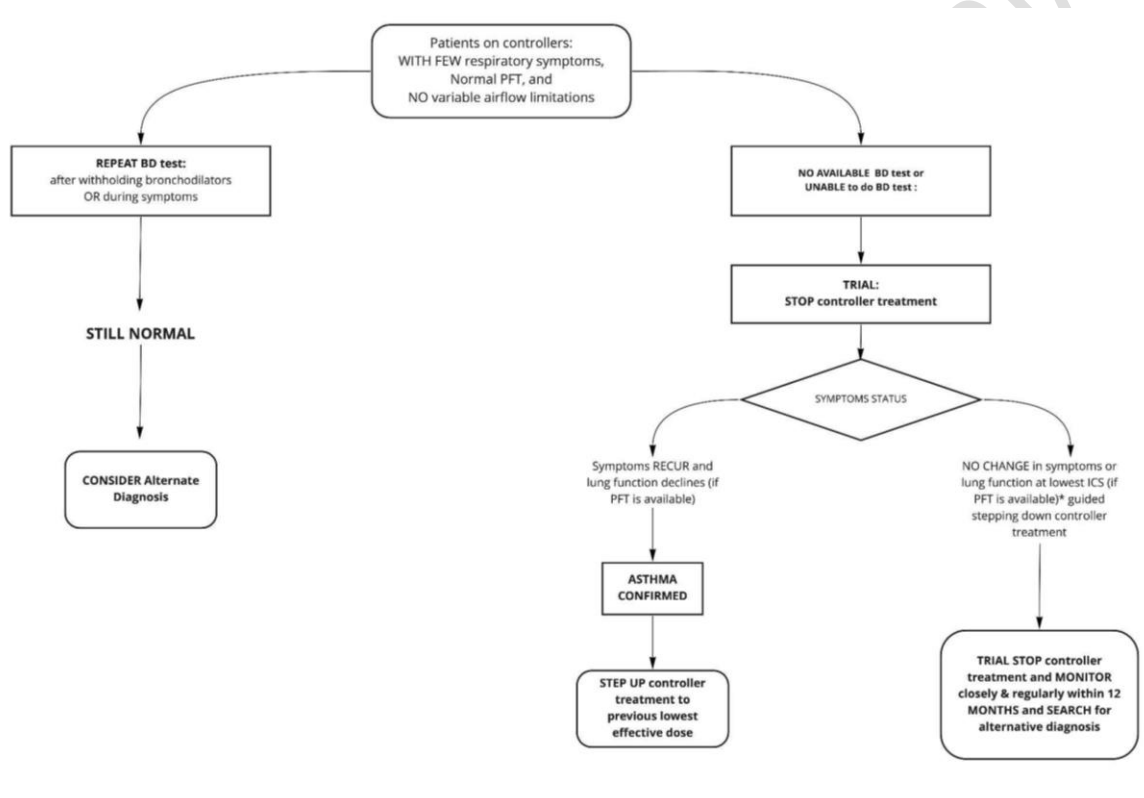 Patients on controllers:
WITH FEW respiratory symptoms,
Normal PFT, and
NO variable airflow limitations
REPEAT BD test:
after withholding bronchodilators
OR during symptoms
STILL NORMAL
CONSIDER Alternate
Diagnosis
NO AVAILABLE BD test or
UNABLE to do BD test :
TRIAL:
STOP controller treatment
SYMPTOMS STATUS
Symptoms RECUR and
lung function declines (if
PFT is available)
ASTHMA
CONFIRMED
STEP UP controller
treatment to
previous lowest
effective dose
NO CHANGE in symptoms or
lung function at lowest ICS (if
PFT is available)* guided
stepping down controller
treatment
TRIAL STOP controller
treatment and MONITOR
closely & regularly within 12
MONTHS and SEARCH for
alternative diagnosis